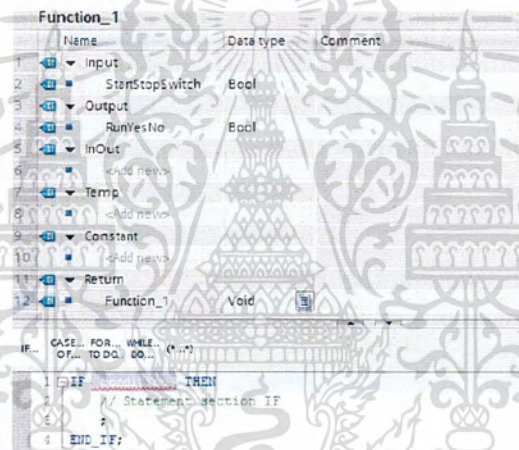 Function_1
Name Data type Comment
1 Input
2 StartStopSwitch Bool
3 Output
4 RunYesNo Bool
5 InOut
6 <Add new>
7 Temp
8 <Add new>
9 Constant
10 <Add new>
11 Return
12 Function_1 Void
IF... CASE... OF... FOR... TO DO... WHILE... DO... (*...*)
1 IF THEN
2 // Statement section IF
3 ;
4 END_IF;